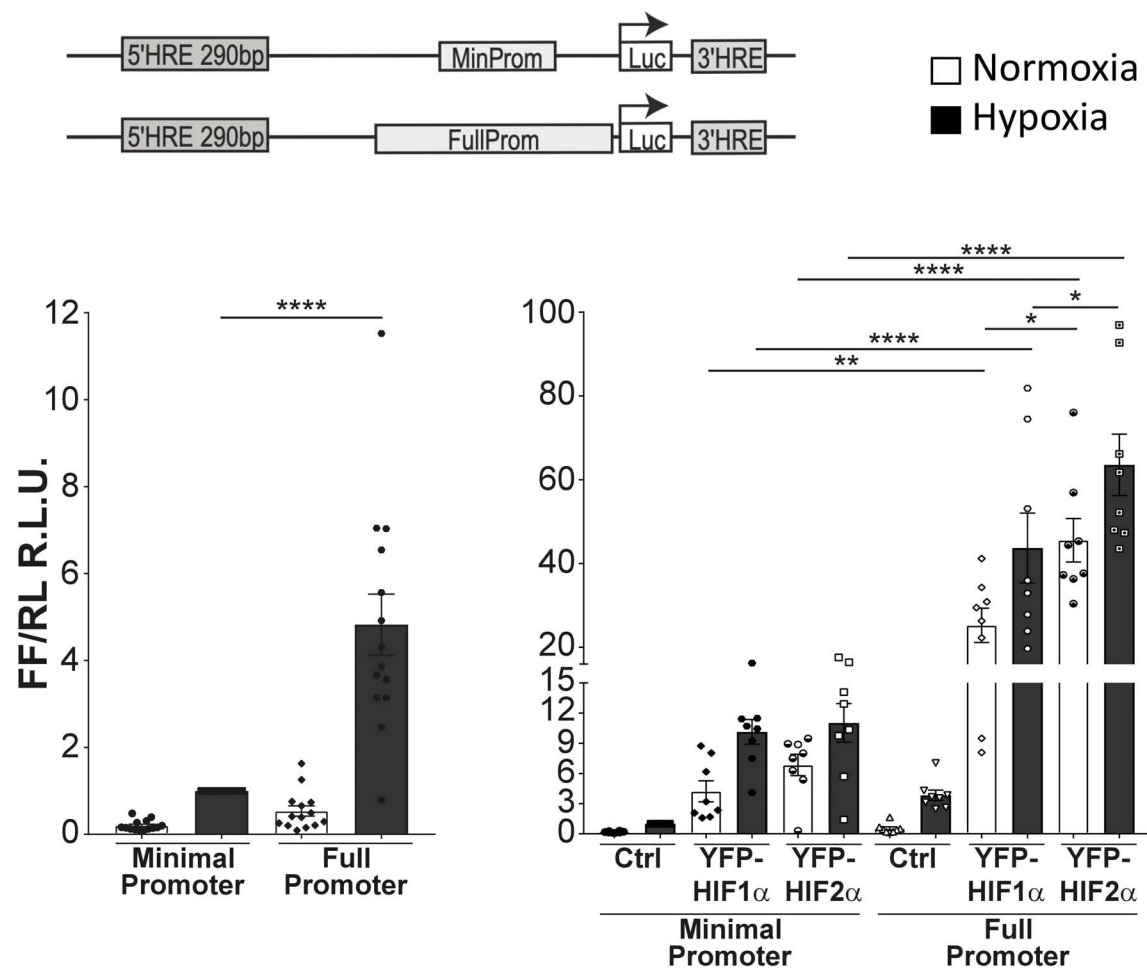 5'HRE 290bp MinProm Luc 3'HRE
5'HRE 290bp FullProm Luc 3'HRE
Normoxia
Hypoxia
FF/RL R.L.U.
12
10
8
6
4
2
0
****
Minimal
Promoter
Full
Promoter
100
80
60
40
20
15
12
9
6
3
0
****
****
*
*
****
**
Ctrl
YFP-
HIF1α
YFP-
HIF2α
Ctrl
YFP-
HIF1α
YFP-
HIF2α
Minimal
Promoter
Full
Promoter